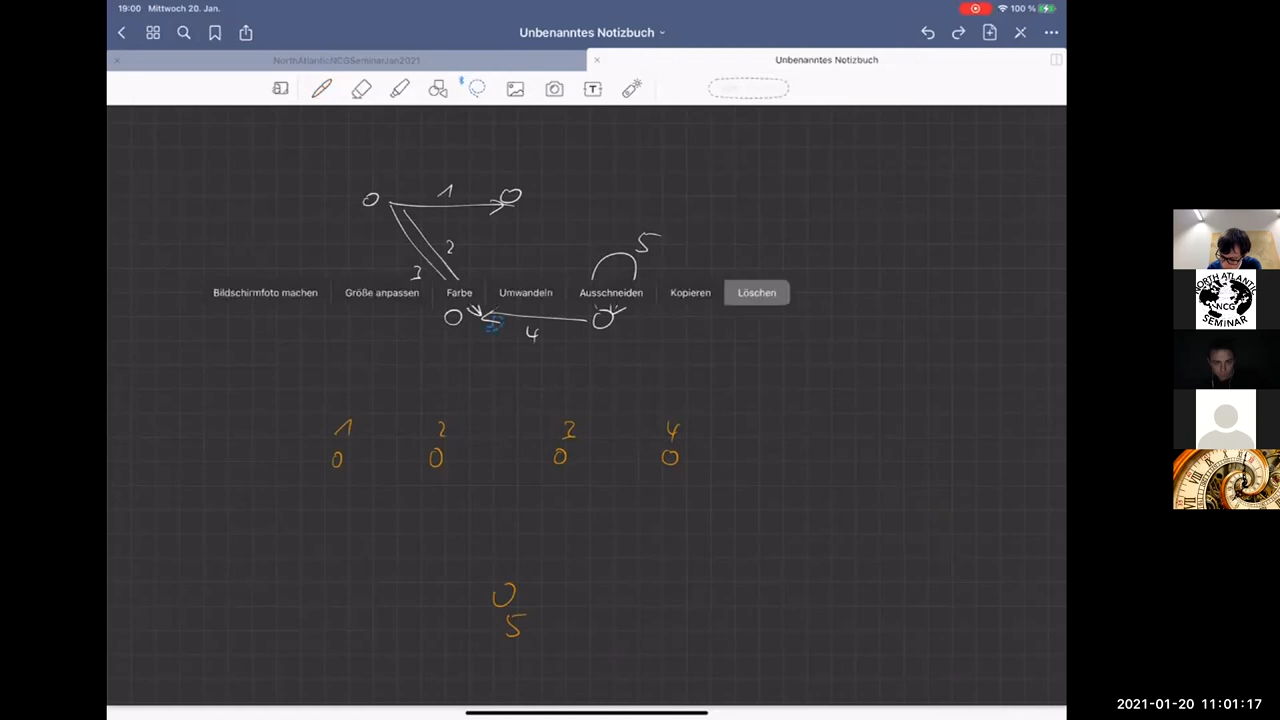 19:00 Mittwoch 20. Jan.
100 %
Unbenanntes Notizbuch
NorthAtlanticNCGSeminarJan2021
Unbenanntes Notizbuch
T
1
2
3
5
Bildschirmfoto machen Größe anpassen Farbe Umwandeln Ausschneiden Kopieren Löschen
4
1 2 3 4
0 0 0 0
0
5
NORTH ATLANTIC
NCG
SEMINAR
2021-01-20 11:01:17